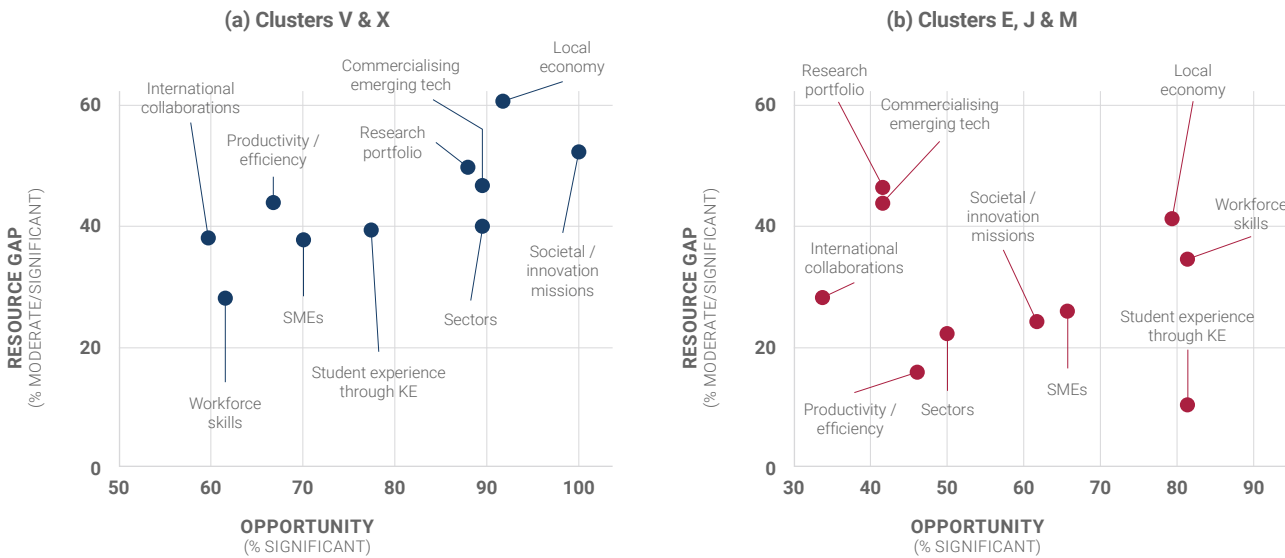 (a) Clusters V & X
RESOURCE GAP
(% MODERATE/SIGNIFICANT)
60
40
20
0
International
collaborations
Productivity /
efficiency
Commercialising
emerging tech
Research
portfolio
Local
economy
Societal /
innovation
missions
SMEs
Sectors
Student experience
through KE
Workforce
skills
50
60
70
80
90
100
OPPORTUNITY
(% SIGNIFICANT)
(b) Clusters E, J & M
RESOURCE GAP
(% MODERATE/SIGNIFICANT)
60
40
20
0
Research
portfolio
Commercialising
emerging tech
Local
economy
Societal /
innovation
missions
Workforce
skills
International
collaborations
Student experience
through KE
SMEs
Productivity /
efficiency
Sectors
30
40
50
60
70
80
90
OPPORTUNITY
(% SIGNIFICANT)